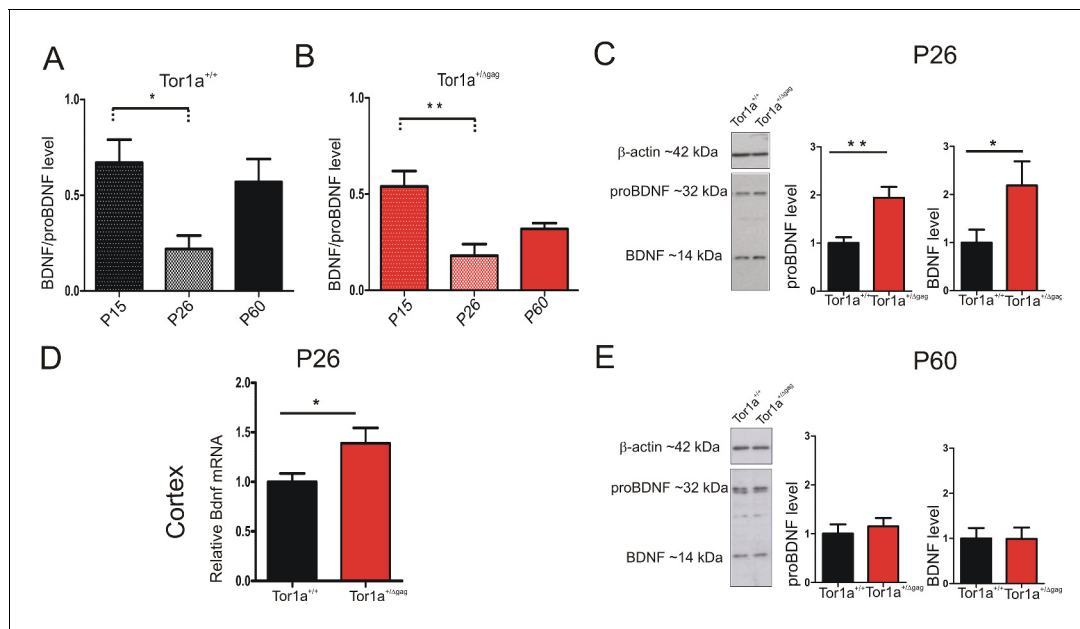 A
Tor1a+/+
BDNF/proBDNF level
1.0
0.5
0.0
*
P15
P26
P60
B
Tor1a+/Δgag
BDNF/proBDNF level
1.0
0.5
0.0
**
P15
P26
P60
C
P26
Tor1a+/+
Tor1a+/Δgag
β-actin ~42 kDa
proBDNF ~32 kDa
BDNF ~14 kDa
proBDNF level
3
2
1
0
**
Tor1a+/+
Tor1a+/Δgag
BDNF level
3
2
1
0
*
Tor1a+/+
Tor1a+/Δgag
D
P26
Cortex
Relative Bdnf mRNA
2.0
1.5
1.0
0.5
0.0
*
Tor1a+/+
Tor1a+/Δgag
E
P60
Tor1a+/+
Tor1a+/Δgag
β-actin ~42 kDa
proBDNF ~32 kDa
BDNF ~14 kDa
proBDNF level
3
2
1
0
Tor1a+/+
Tor1a+/Δgag
BDNF level
3
2
1
0
Tor1a+/+
Tor1a+/Δgag